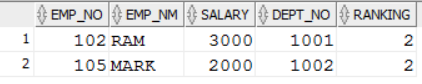 EMP_NO EMP_NM SALARY DEPT_NO RANKING
1 102 RAM 3000 1001 2
2 105 MARK 2000 1002 2